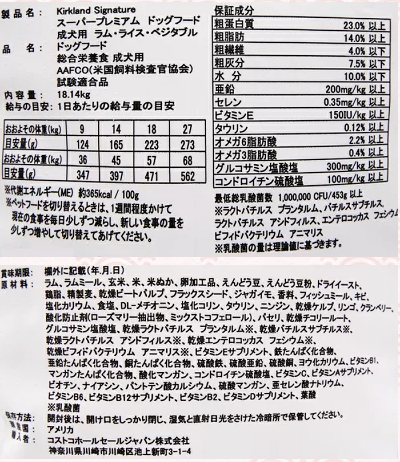 製品名: Kirkland Signature
スーパープレミアム ドッグフード
成犬用 ラム・ライス・ベジタブル
品名: ドッグフード
総合栄養食 成犬用
AAFCO(米国飼料検査官協会)
試験適合品
内容量: 18.14kg
給与の目安: 1日あたりの給与量の目安
おおよその体重(kg) 9 14 18 27
目安量(g) 124 165 223 273
おおよその体重(kg) 36 45 57 68
目安量(g) 347 397 471 562
※代謝エネルギー(ME) 約365kcal / 100g
※ペットフードを切り替えるときは、1週間程度かけて
現在の食事を毎日少しずつ減らし、新しい食事の量を
少しずつ増やして切り替えてあげてください。
保証成分
粗蛋白質 23.0% 以上
粗脂肪 14.0% 以上
粗繊維 4.0% 以下
粗灰分 7.5% 以下
水分 10.0% 以下
亜鉛 200mg/kg 以上
セレン 0.35mg/kg 以上
ビタミンE 150IU/kg 以上
タウリン 0.12% 以上
オメガ6脂肪酸 2.2% 以上
オメガ3脂肪酸 0.4% 以上
グルコサミン塩酸塩 300mg/kg 以上
コンドロイチン硫酸塩 100mg/kg 以上
最低総乳酸菌数 1,000,000 CFU/453g 以上
※ラクトバチルス プランタルム、バチルスサブチルス
ラクトバチルス アシドフィルス、エンテロコッカス フェシウム
ビフィドバクテリウム アニマリス
※乳酸菌の量は理論値に基づきます。
賞味期限: 欄外に記載(年.月.日)
原材料: ラム、ラムミール、玄米、米、米ぬか、卵加工品、えんどう豆、えんどう豆粉、ドライイースト、
鶏脂、精製麦、乾燥ビートパルプ、フラックスシード、ジャガイモ、香料、フィッシュミール、キビ、
塩化カリウム、食塩、DL-メチオニン、塩化コリン、タウリン、ニンジン、乾燥ケルプ、リンゴ、クランベリー、
酸化防止剤(ローズマリー抽出物、ミックストコフェロール)、パセリ、チコリールート、
グルコサミン塩酸塩、乾燥ラクトバチルス プランタルム※、乾燥バチルスサブチルス※、
乾燥ラクトバチルス アシドフィルス※、乾燥エンテロコッカス フェシウム※、
乾燥ビフィドバクテリウム アニマリス※、ビタミンEサプリメント、鉄たんぱく化合物、
亜鉛たんぱく化合物、銅たんぱく化合物、硫酸鉄、硫酸亜鉛、硫酸銅、ヨウ化カリウム、ビタミンB1、
マンガンたんぱく化合物、酸化マンガン、コンドロイチン硫酸塩、ビタミンC、ビタミンAサプリメント、
ビオチン、ナイアシン、パントテン酸カルシウム、硫酸マンガン、亜セレン酸ナトリウム、
ビタミンB6、ビタミンB12サプリメント、ビタミンB2、ビタミンDサプリメント、葉酸
※乳酸菌
保存方法: 開封後は、開け口をしっかり閉じ、湿気と直射日光をさけた冷暗所で保管してください。
アメリカ
コストコホールセールジャパン株式会社
神奈川県川崎市川崎区池上新町3-1-4